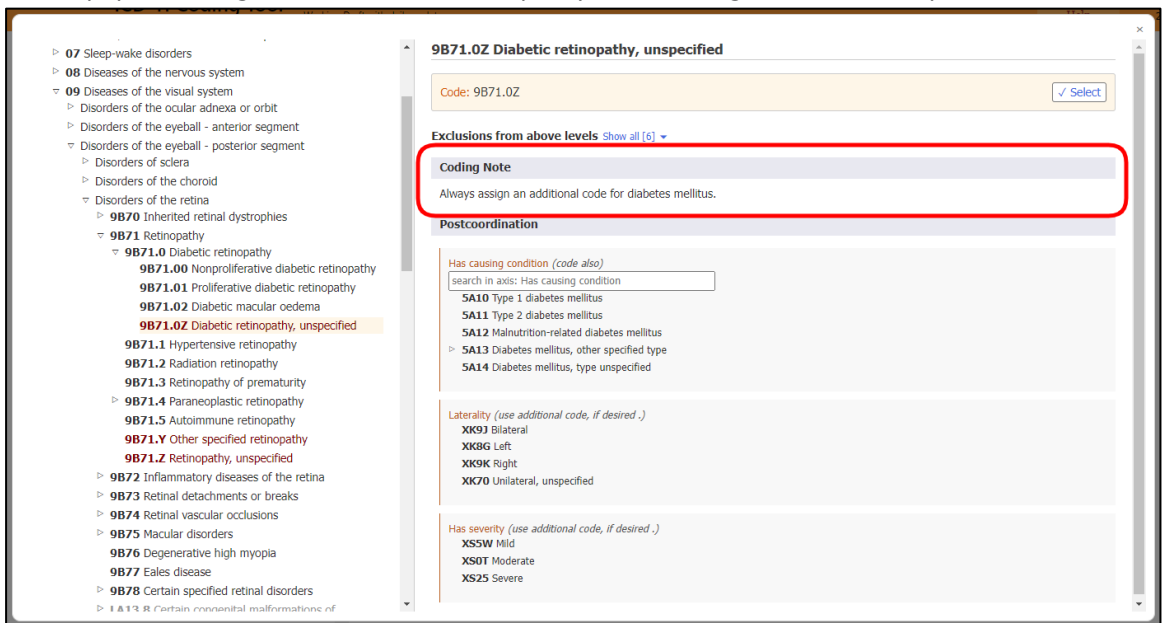 07 Sleep-wake disorders
08 Diseases of the nervous system
09 Diseases of the visual system
Disorders of the ocular adnexa or orbit
Disorders of the eyeball - anterior segment
Disorders of the eyeball - posterior segment
Disorders of sclera
Disorders of the choroid
Disorders of the retina
9B70 Inherited retinal dystrophies
9B71 Retinopathy
9B71.0 Diabetic retinopathy
9B71.00 Nonproliferative diabetic retinopathy
9B71.01 Proliferative diabetic retinopathy
9B71.02 Diabetic macular oedema
9B71.0Z Diabetic retinopathy, unspecified
9B71.1 Hypertensive retinopathy
9B71.2 Radiation retinopathy
9B71.3 Retinopathy of prematurity
9B71.4 Paraneoplastic retinopathy
9B71.5 Autoimmune retinopathy
9B71.Y Other specified retinopathy
9B71.Z Retinopathy, unspecified
9B72 Inflammatory diseases of the retina
9B73 Retinal detachments or breaks
9B74 Retinal vascular occlusions
9B75 Macular disorders
9B76 Degenerative high myopia
9B77 Eales disease
9B78 Certain specified retinal disorders
LA13.8 Certain congenital malformations of
9B71.0Z Diabetic retinopathy, unspecified
Code: 9B71.0Z
✓ Select
Exclusions from above levels Show all [6]
Coding Note
Always assign an additional code for diabetes mellitus.
Postcoordination
Has causing condition (code also)
search in axis: Has causing condition
5A10 Type 1 diabetes mellitus
5A11 Type 2 diabetes mellitus
5A12 Malnutrition-related diabetes mellitus
5A13 Diabetes mellitus, other specified type
5A14 Diabetes mellitus, type unspecified
Laterality (use additional code, if desired .)
XK9J Bilateral
XK8G Left
XK9K Right
XK70 Unilateral, unspecified
Has severity (use additional code, if desired .)
XS5W Mild
XS0T Moderate
XS25 Severe